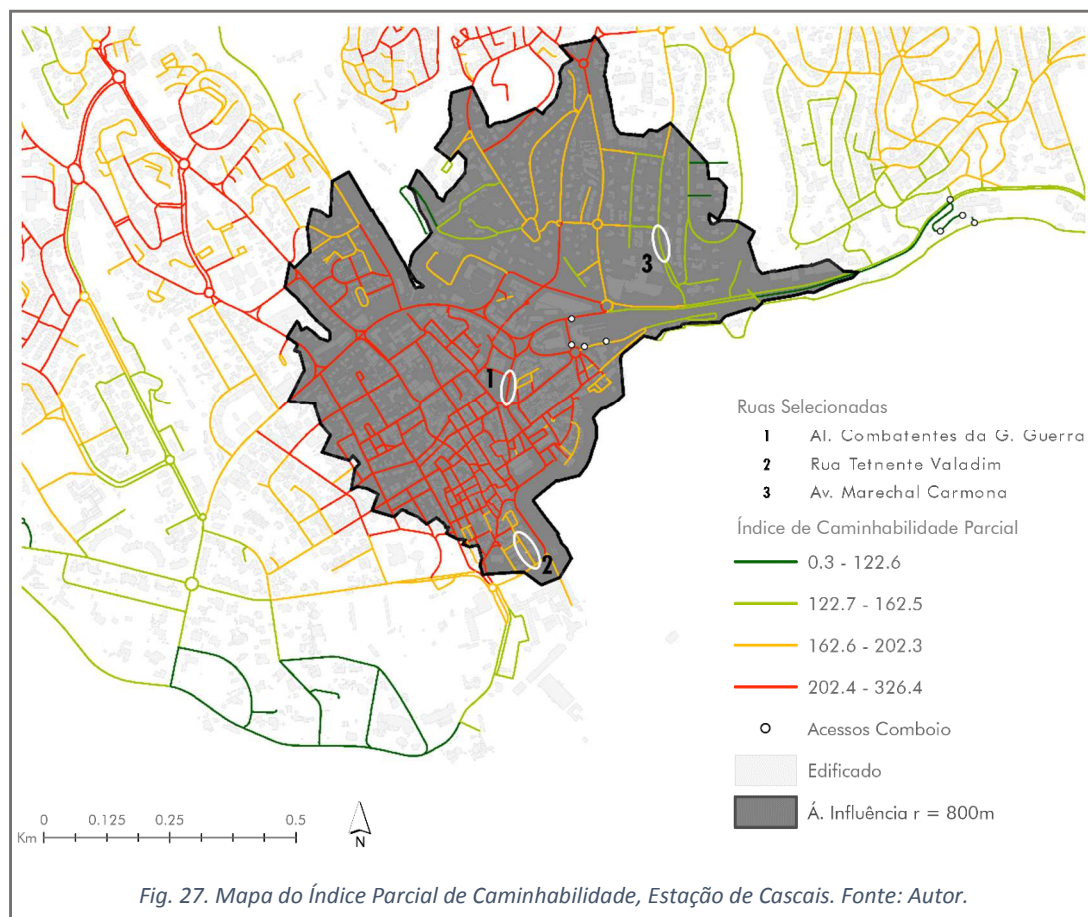 1
2
3
Ruas Selecionadas
1 Al. Combatentes da G. Guerra
2 Rua Tetnente Valadim
3 Av. Marechal Carmona
Índice de Caminhabilidade Parcial
0.3 - 122.6
122.7 - 162.5
162.6 - 202.3
202.4 - 326.4
Acessos Comboio
Edificado
Á. Influência r = 800m
0 0.125 0.25 0.5
Km
N
Fig. 27. Mapa do Índice Parcial de Caminhabilidade, Estação de Cascais. Fonte: Autor.